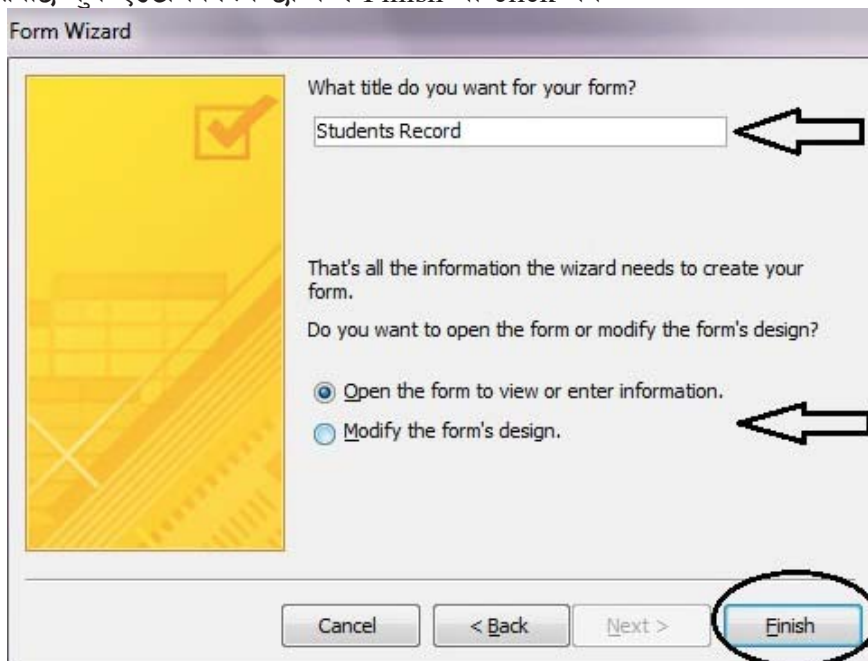 Finish
click
Form Wizard
What title do you want for your form?
Students Record
That's all the information the wizard needs to create your
form.
Do you want to open the form or modify the form's design?
Open the form to view or enter information.
Modify the form's design.
Cancel
< Back
Next >
Finish